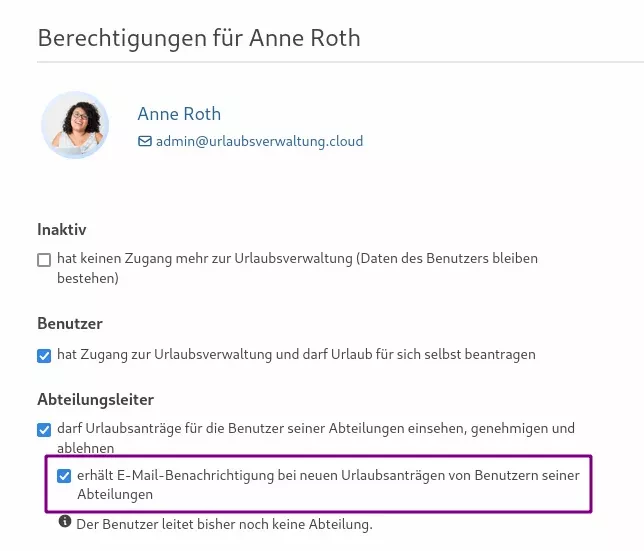 Berechtigungen für Anne Roth
Anne Roth
admin@urlaubsverwaltung.cloud
Inaktiv
hat keinen Zugang mehr zur Urlaubsverwaltung (Daten des Benutzers bleiben
bestehen)
Benutzer
hat Zugang zur Urlaubsverwaltung und darf Urlaub für sich selbst beantragen
Abteilungsleiter
darf Urlaubsanträge für die Benutzer seiner Abteilungen einsehen, genehmigen und
ablehnen
erhält E-Mail-Benachrichtigung bei neuen Urlaubsanträgen von Benutzern seiner
Abteilungen
Der Benutzer leitet bisher noch keine Abteilung.